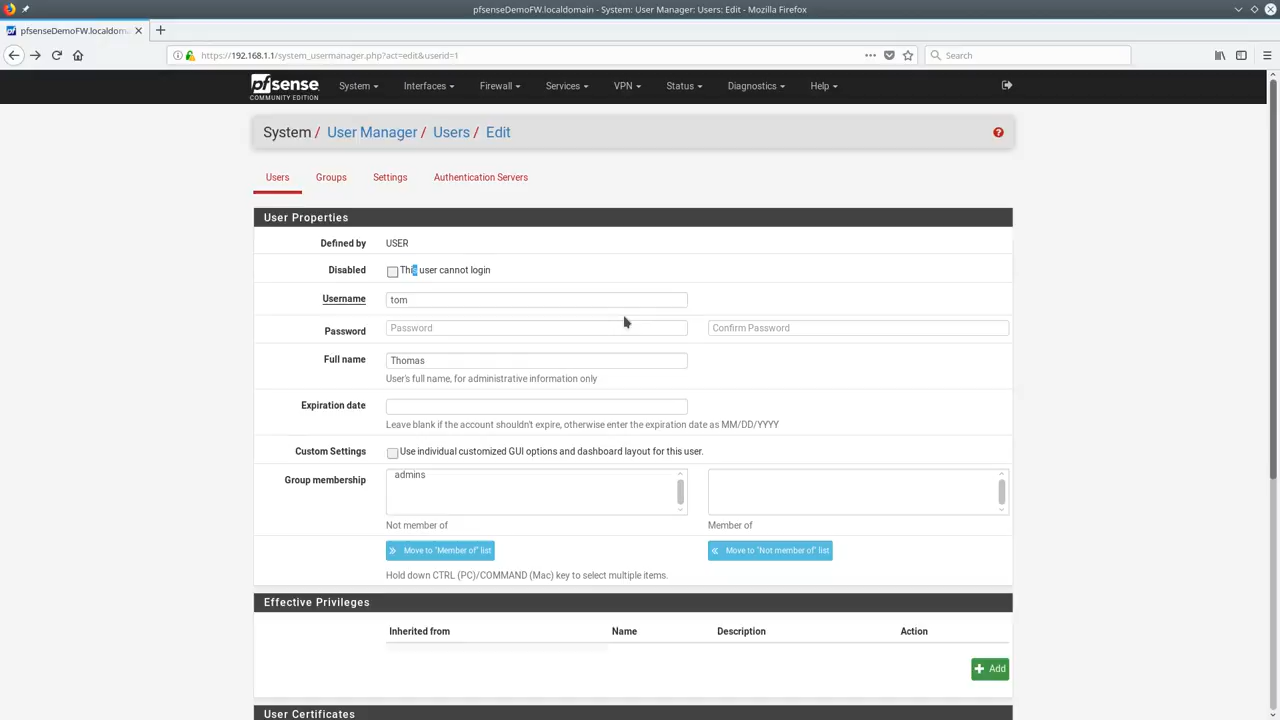 pfsenseDemoFW.localdomain - System: User Manager: Users: Edit - Mozilla Firefox
pfsenseDemoFW.localdoma
https://192.168.1.1/system_usermanager.php?act=edit&userid=1
Search
pfsense
COMMUNITY EDITION
System
Interfaces
Firewall
Services
VPN
Status
Diagnostics
Help
System / User Manager / Users / Edit
Users
Groups
Settings
Authentication Servers
User Properties
Defined by USER
Disabled This user cannot login
Username tom
Password Password Confirm Password
Full name Thomas
User's full name, for administrative information only
Expiration date
Leave blank if the account shouldn't expire, otherwise enter the expiration date as MM/DD/YYYY
Custom Settings Use individual customized GUI options and dashboard layout for this user.
Group membership admins
Not member of Member of
Move to "Member of" list Move to "Not member of" list
Hold down CTRL (PC)/COMMAND (Mac) key to select multiple items.
Effective Privileges
Inherited from Name Description Action
Add
User Certificates